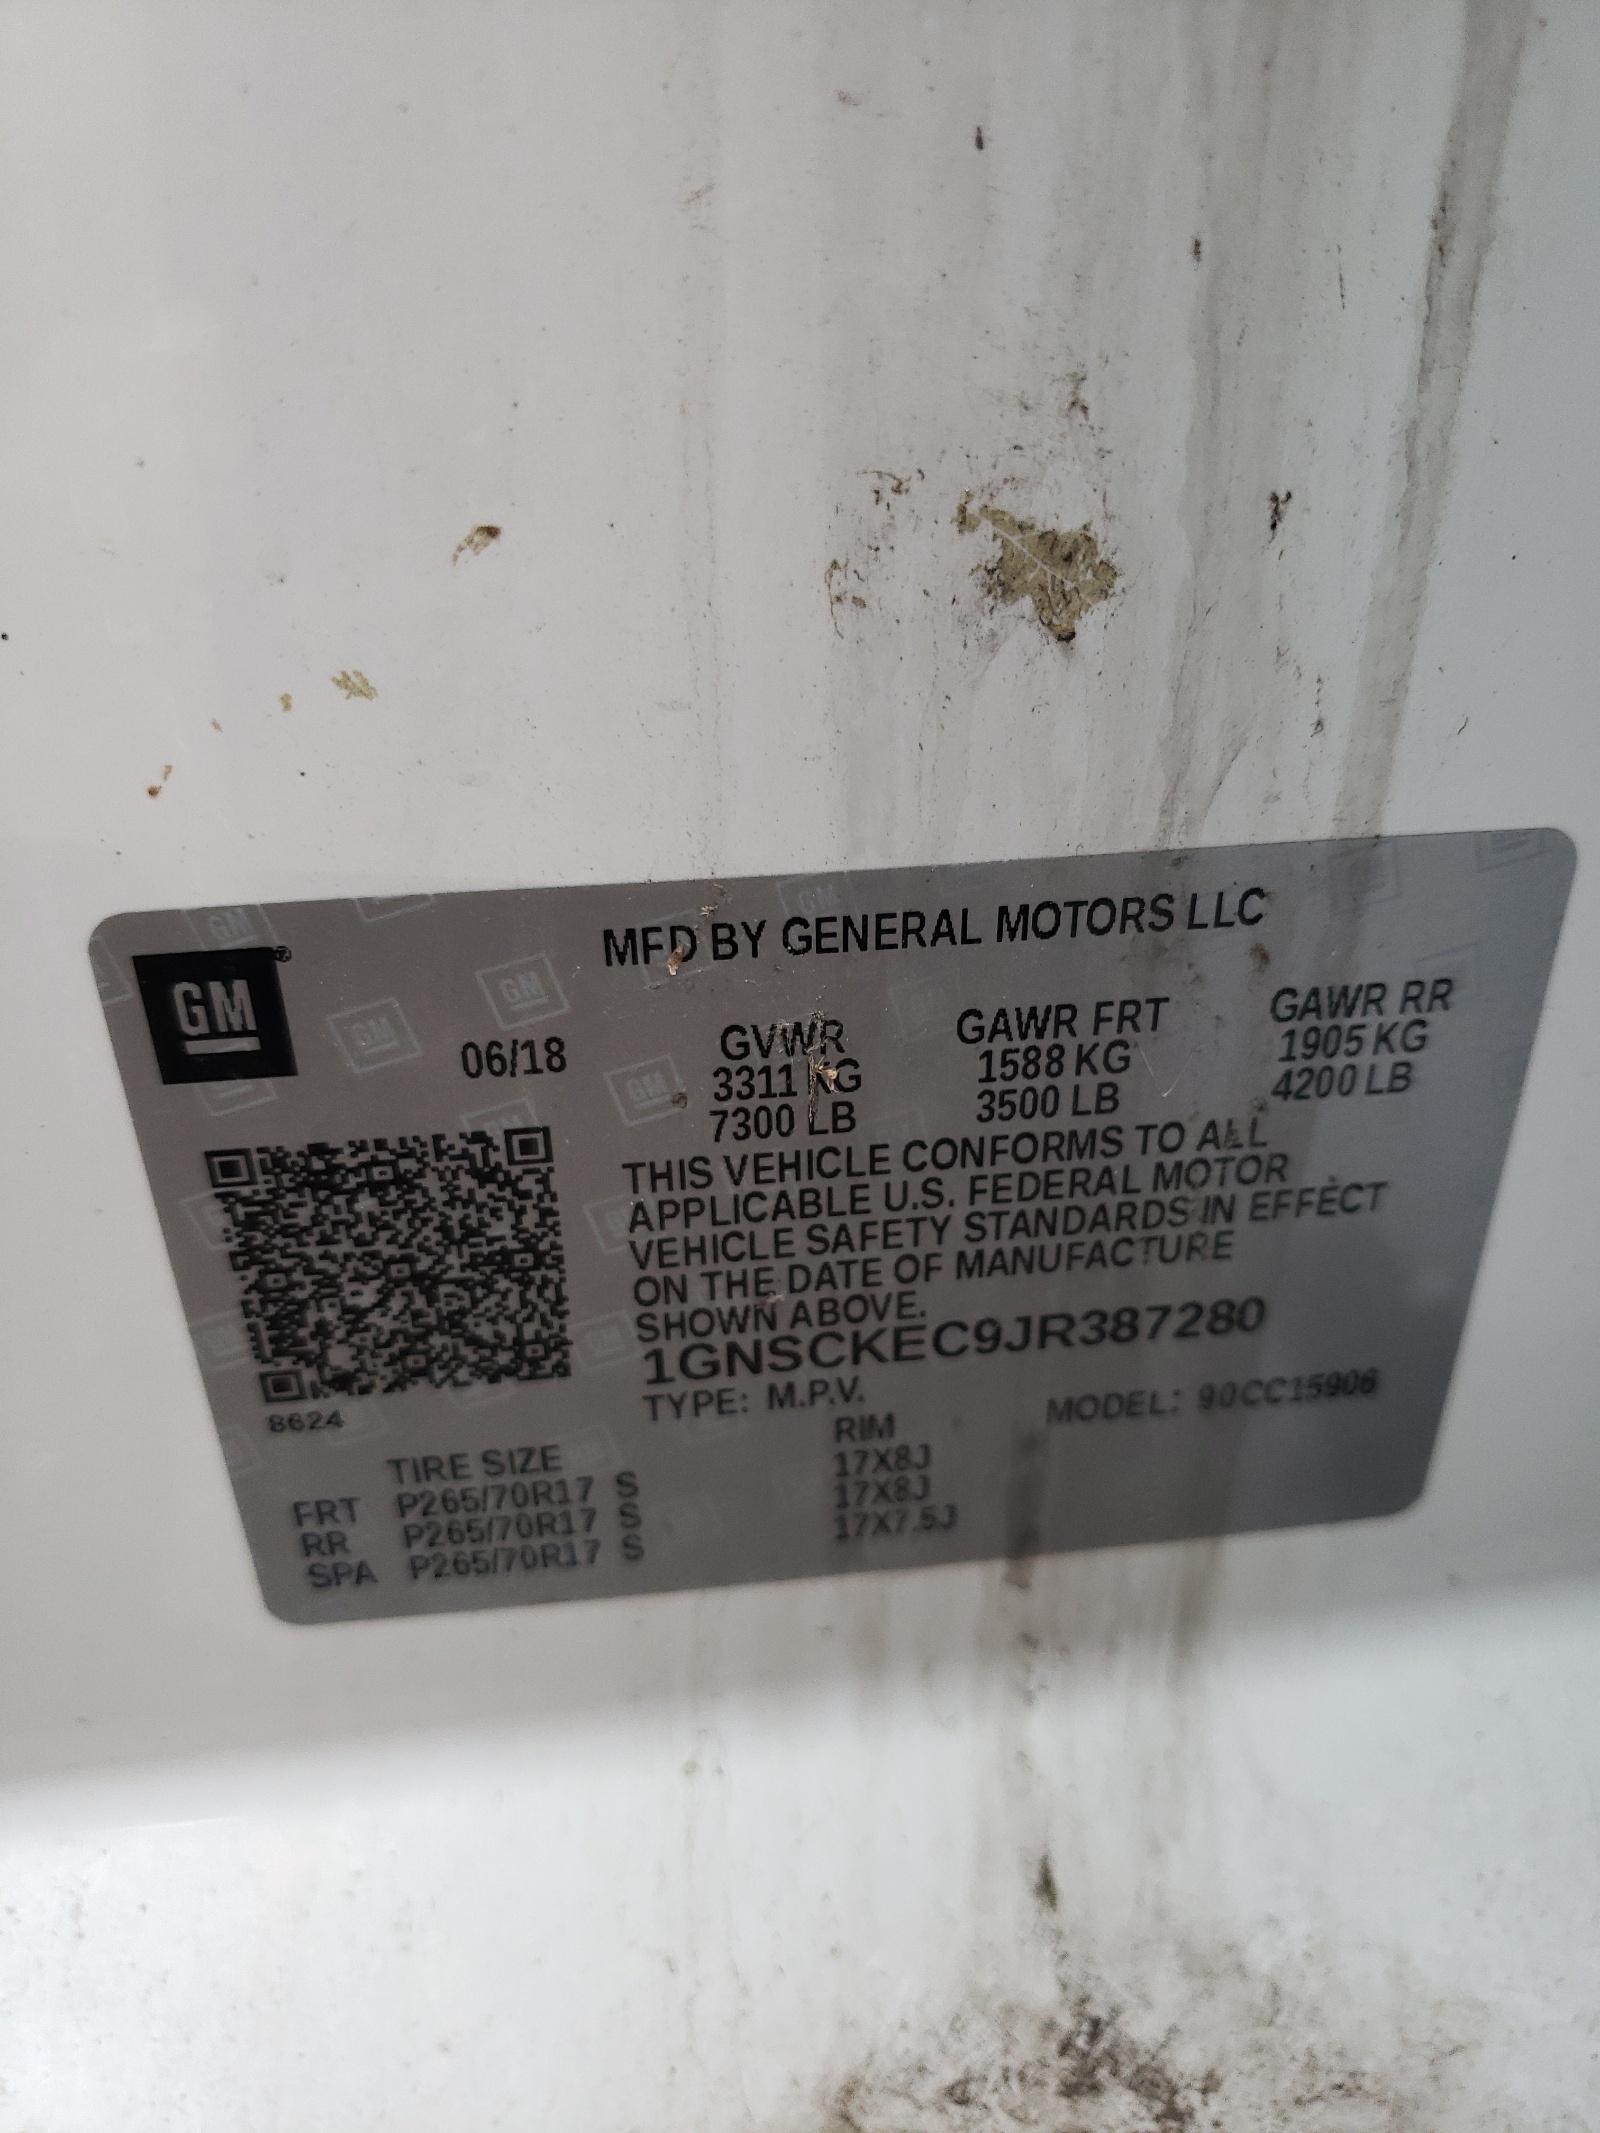 MFD BY GENERAL MOTORS LLC
GM
06/18
GVWR GAWR FRT GAWR RR
3311 KG 1588 KG 1905 KG
7300 LB 3500 LB 4200 LB
THIS VEHICLE CONFORMS TO ALL
APPLICABLE U.S. FEDERAL MOTOR
VEHICLE SAFETY STANDARDS IN EFFECT
ON THE DATE OF MANUFACTURE
SHOWN ABOVE.
1GNSCKEC9JR387280
TYPE: M.P.V. MODEL: 90CC15906
8624
TIRE SIZE RIM
FRT P265/70R17 S 17X8J
RR P265/70R17 S 17X8J
SPA P265/70R17 S 17X7.5J